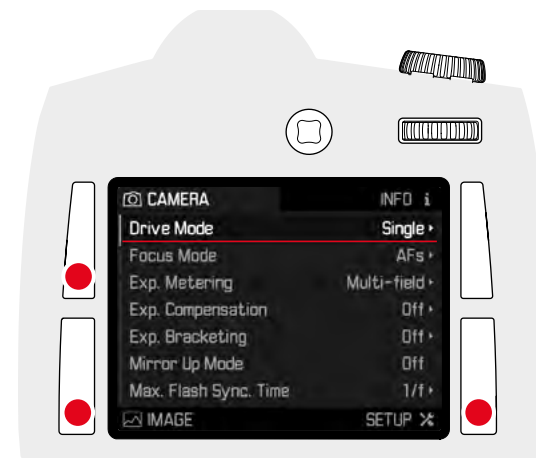 CAMERA INFO i
Drive Mode Single
Focus Mode AFs
Exp. Metering Multi-field
Exp. Compensation Off
Exp. Bracketing Off
Mirror Up Mode Off
Max. Flash Sync. Time 1/f
IMAGE SETUP